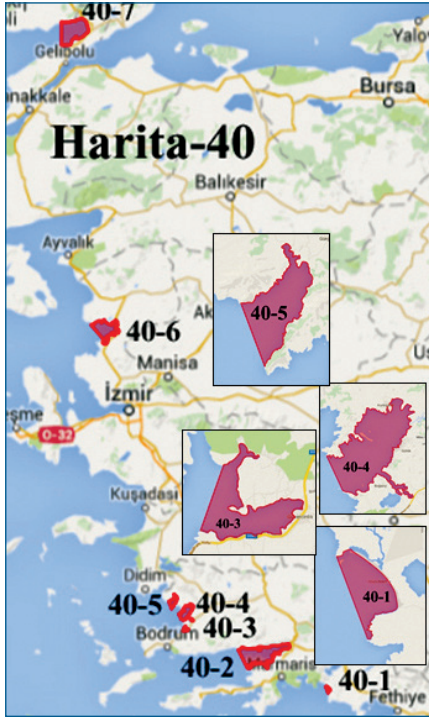 40-7
Gelibolu
Yalov
anakkale
Bursa
Harita-40
Balıkesir
Ayvalık
40-5
40-6
Ak
Us
Manisa
İzmir
eşme
O-32
40-4
40-3
Kuşadası
40-1
Didim
40-5
40-4
40-3
Bodrum
40-2
Marmaris
40-1
Fethiye